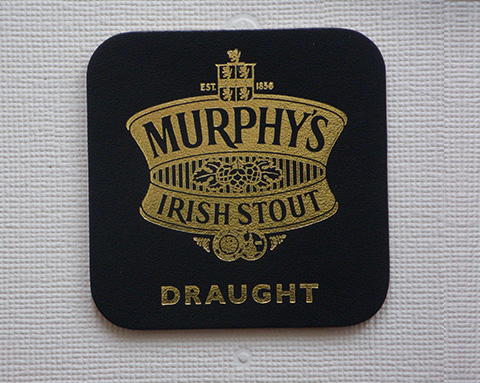 EST. 1856
MURPHY'S
IRISH STOUT
DRAUGHT